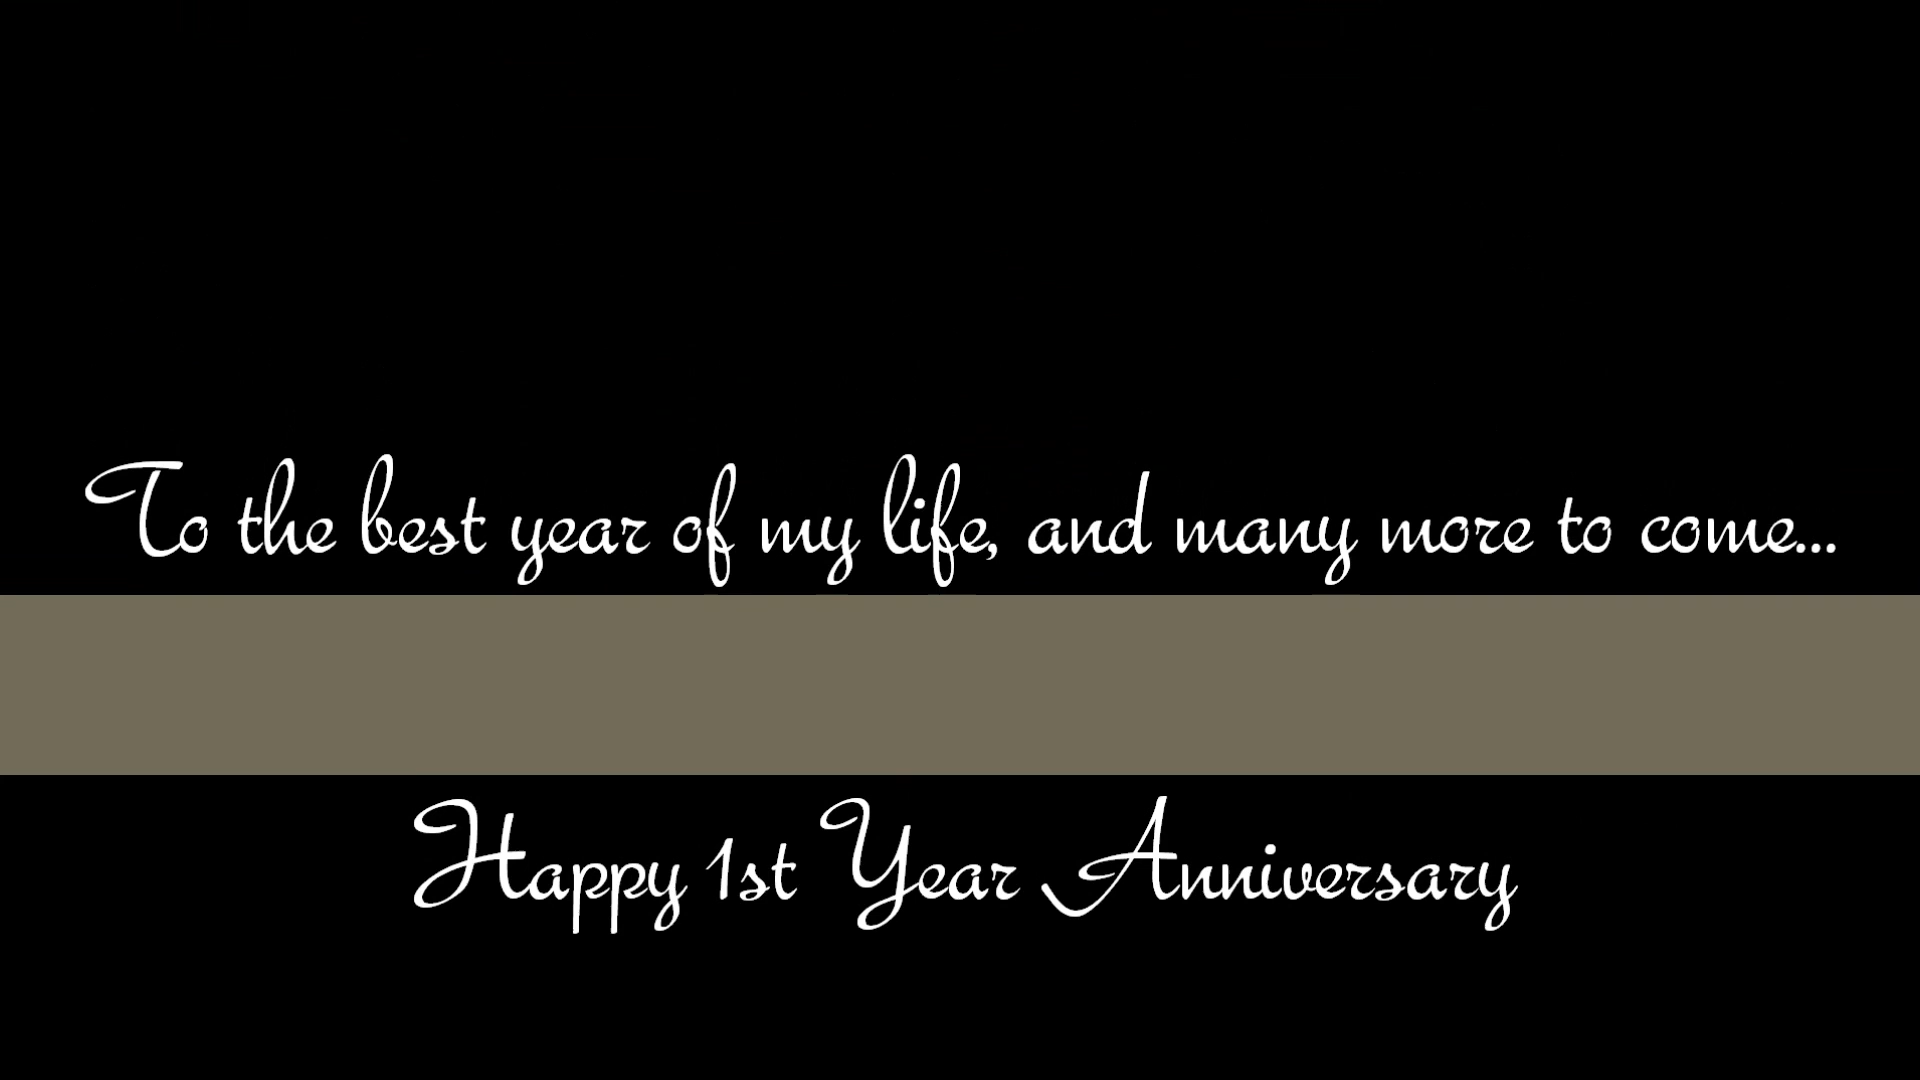 To the best year of my life, and many more to come...
Happy 1st Year Anniversary